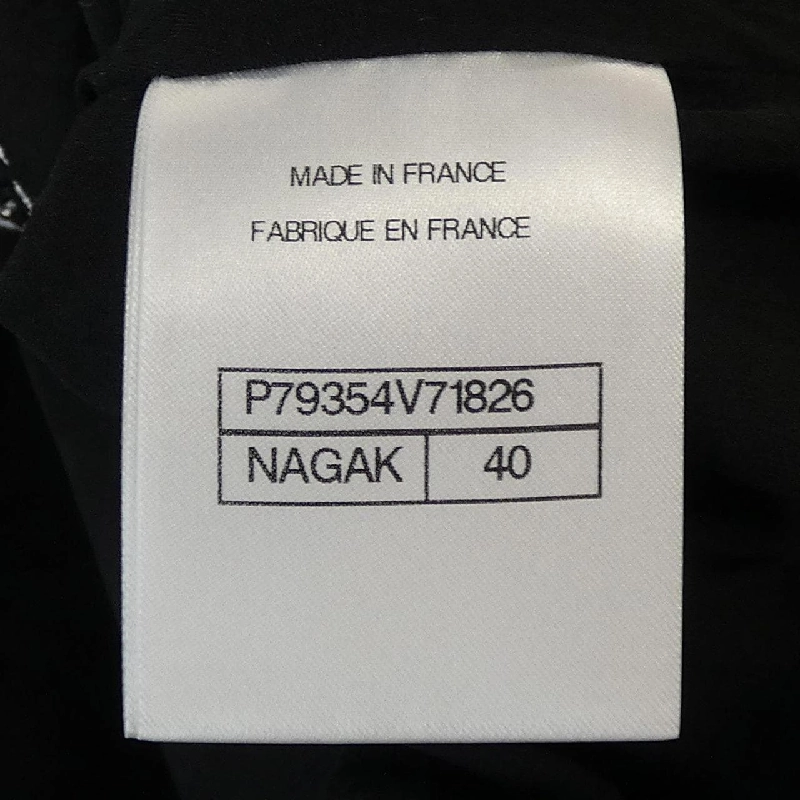 MADE IN FRANCE
FABRIQUE EN FRANCE
P79354V71826
NAGAK 40